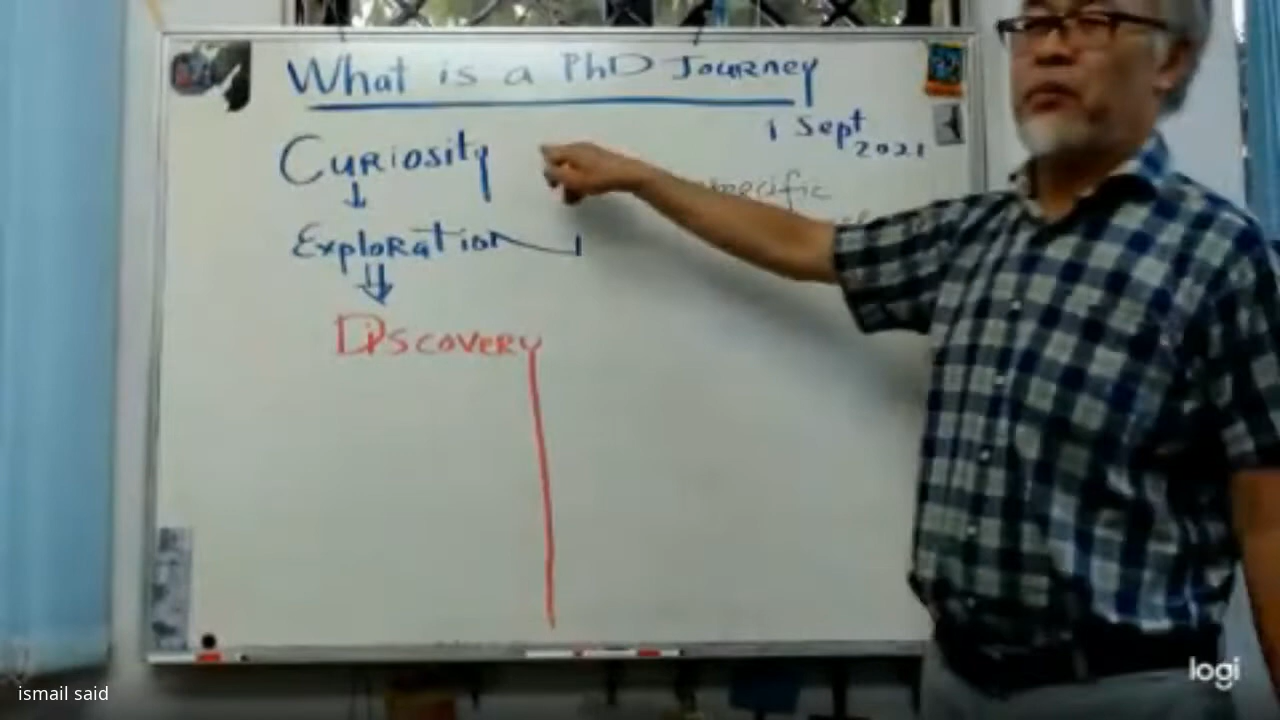 What is a PhD Journey
1 Sept
2021
Curiosity
specific
Exploration
Discovery
logi
ismail said